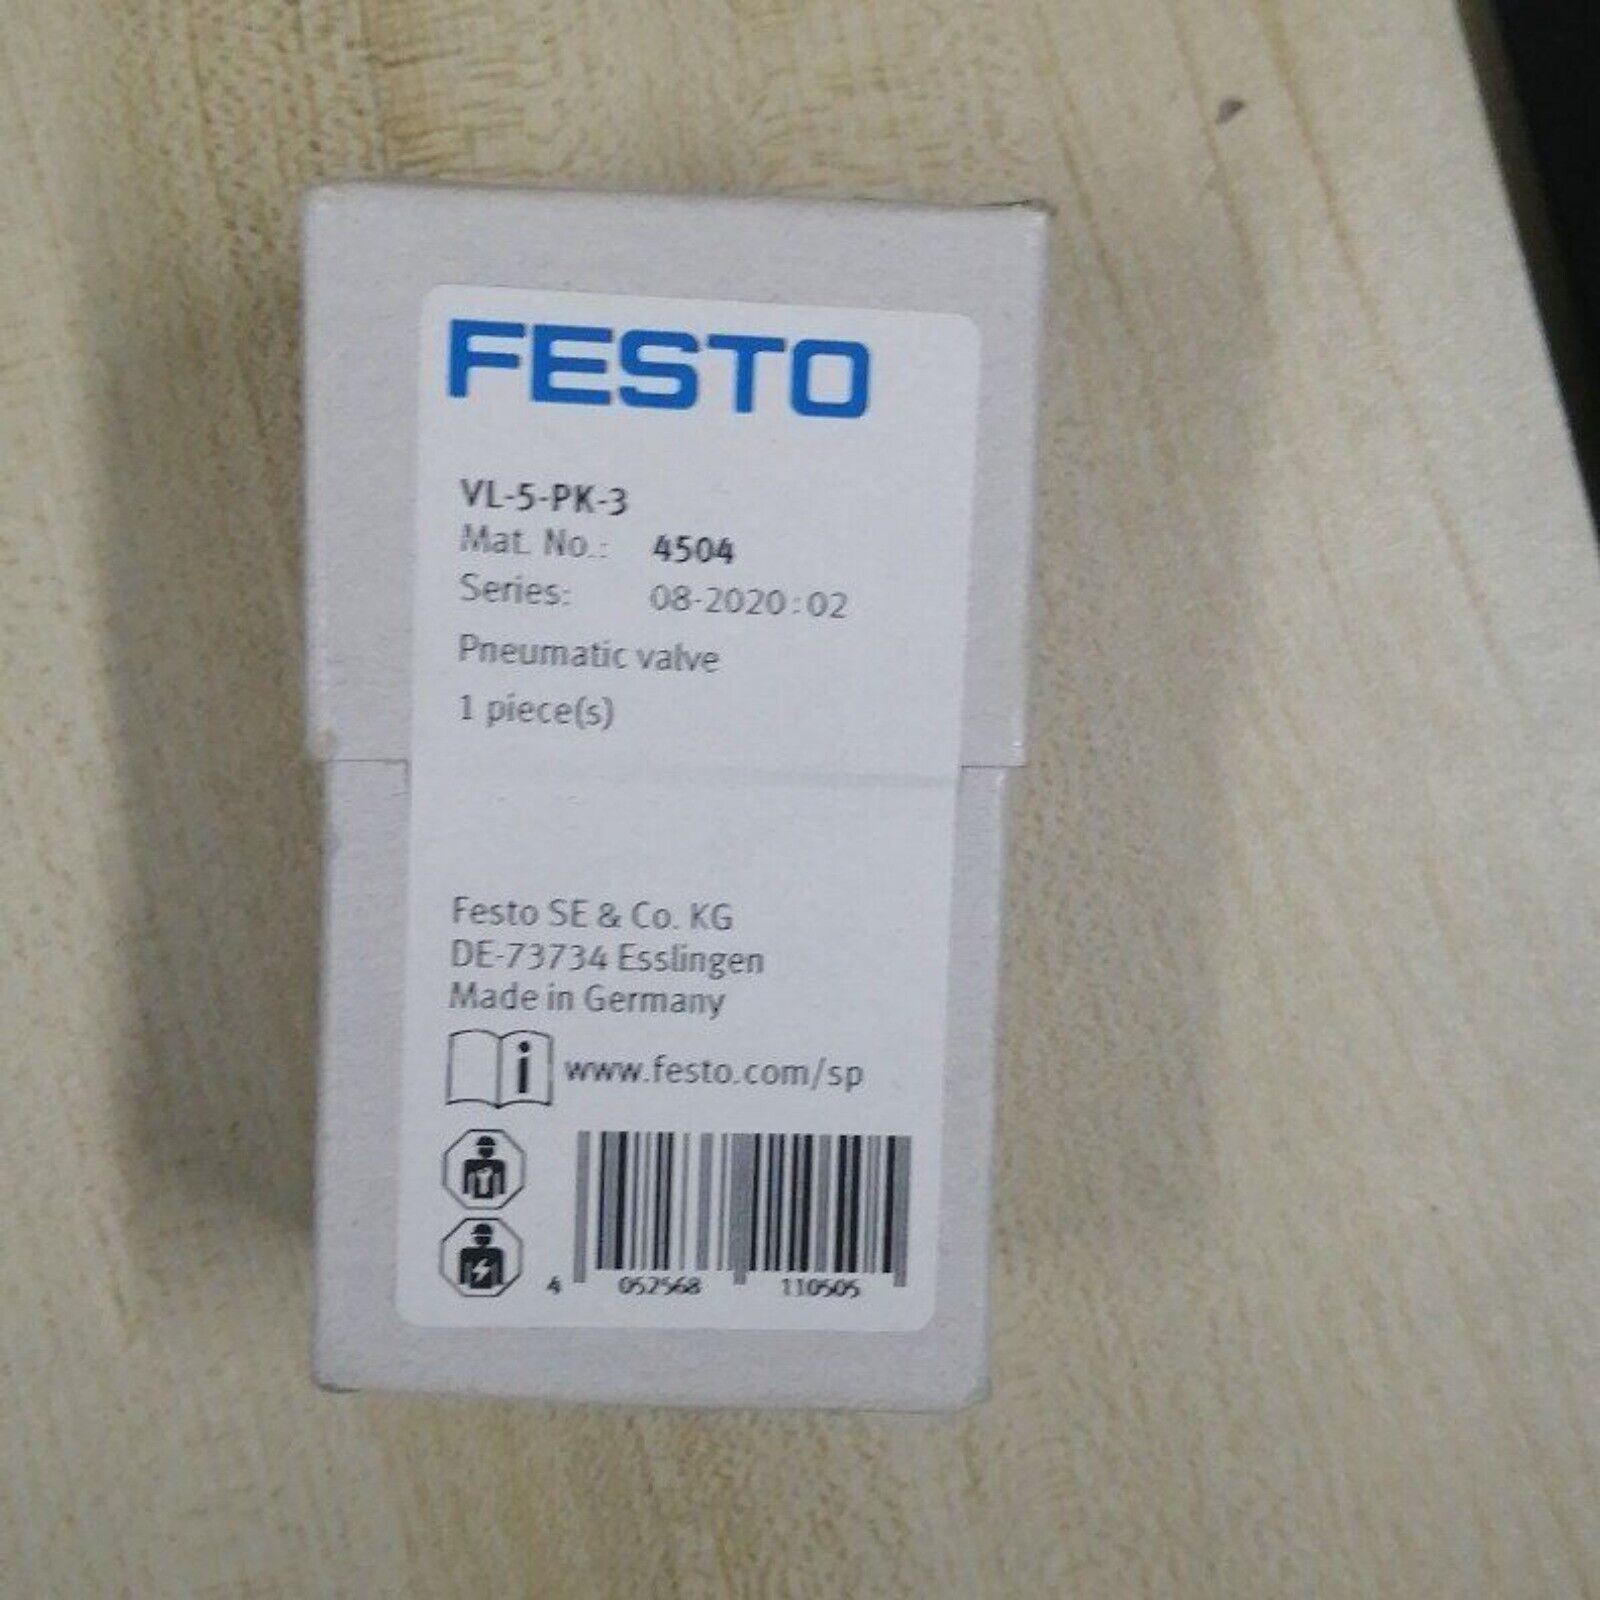 FESTO
VL-5-PK-3
Mat. No.: 4504
Series: 08-2020:02
Pneumatic valve
1 piece(s)
Festo SE & Co. KG
DE-73734 Esslingen
Made in Germany
i www.festo.com/sp
4 052568 110505